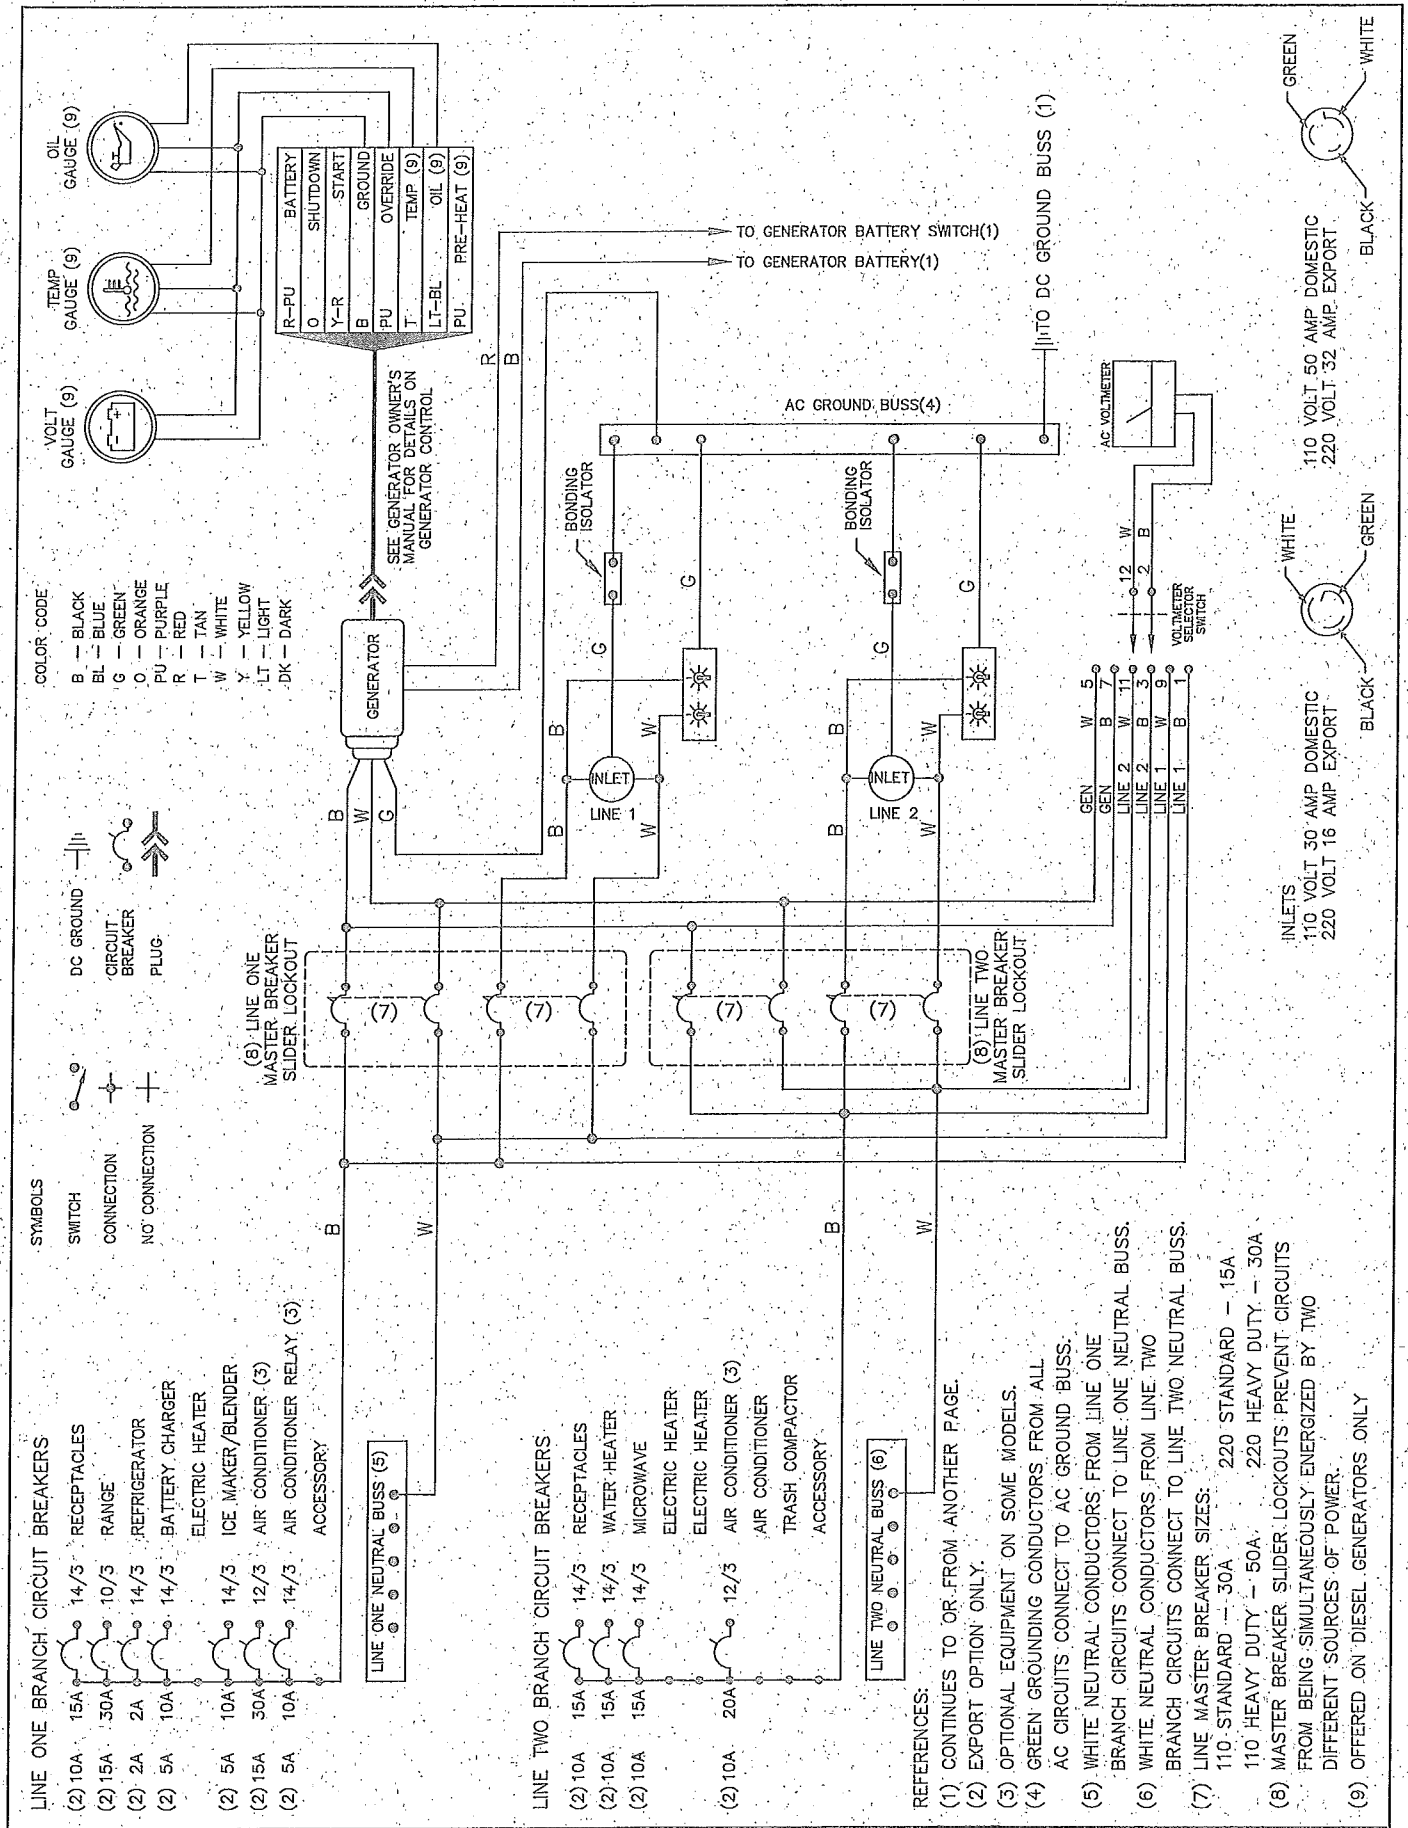 LINE ONE BRANCH CIRCUIT BREAKERS
(2) 10A 15A 14/3 RECEPTACLES
(2) 15A 30A 10/3 RANGE
(2) 2A 2A 14/3 REFRIGERATOR
(2) 5A 10A 14/3 BATTERY CHARGER
ELECTRIC HEATER
(2) 5A 10A 14/3 ICE MAKER/BLENDER
(2) 15A 30A 12/3 AIR CONDITIONER (3)
(2) 5A 10A 14/3 AIR CONDITIONER RELAY (3)
ACCESSORY
LINE ONE NEUTRAL BUSS (5)
LINE TWO BRANCH CIRCUIT BREAKERS
(2) 10A 15A 14/3 RECEPTACLES
(2) 10A 15A 14/3 WATER HEATER
(2) 10A 15A 14/3 MICROWAVE
ELECTRIC HEATER
ELECTRIC HEATER
(2) 10A 20A 12/3 AIR CONDITIONER (3)
AIR CONDITIONER
TRASH COMPACTOR
ACCESSORY
LINE TWO NEUTRAL BUSS (6)
REFERENCES:
(1) CONTINUES TO OR FROM ANOTHER PAGE.
(2) EXPORT OPTION ONLY.
(3) OPTIONAL EQUIPMENT ON SOME MODELS.
(4) GREEN GROUNDING CONDUCTORS FROM ALL
AC CIRCUITS CONNECT TO AC GROUND BUSS.
(5) WHITE NEUTRAL CONDUCTORS FROM LINE ONE
BRANCH CIRCUITS CONNECT TO LINE ONE NEUTRAL BUSS.
(6) WHITE NEUTRAL CONDUCTORS FROM LINE TWO
BRANCH CIRCUITS CONNECT TO LINE TWO NEUTRAL BUSS.
(7) LINE MASTER BREAKER SIZES:
110 STANDARD – 30A 220 STANDARD – 15A
110 HEAVY DUTY – 50A 220 HEAVY DUTY – 30A
(8) MASTER BREAKER SLIDER LOCKOUTS PREVENT CIRCUITS
FROM BEING SIMULTANEOUSLY ENERGIZED BY TWO
DIFFERENT SOURCES OF POWER.
(9) OFFERED ON DIESEL GENERATORS ONLY
SYMBOLS
SWITCH
CONNECTION
NO CONNECTION
DC GROUND
CIRCUIT
BREAKER
PLUG
COLOR CODE
B – BLACK
BL – BLUE
G – GREEN
O – ORANGE
PU – PURPLE
R – RED
T – TAN
W – WHITE
Y – YELLOW
LT – LIGHT
DK – DARK
VOLT
GAUGE (9)
TEMP
GAUGE (9)
OIL
GAUGE (9)
R–PU BATTERY
O SHUTDOWN
Y–R START
B GROUND
PU OVERRIDE
T TEMP (9)
LT–BL OIL (9)
PU PRE–HEAT (9)
GENERATOR
SEE GENERATOR OWNER'S
MANUAL FOR DETAILS ON
GENERATOR CONTROL
R
B
TO GENERATOR BATTERY SWITCH(1)
TO GENERATOR BATTERY(1)
B
W
G
(8) LINE ONE
MASTER BREAKER
SLIDER LOCKOUT
(7)
(7)
(7)
(7)
(8) LINE TWO
MASTER BREAKER
SLIDER LOCKOUT
B
W
B
W
B
B
INLET
LINE 1
W
W
G
BONDING
ISOLATOR
G
AC GROUND BUSS(4)
B
B
INLET
LINE 2
W
W
G
BONDING
ISOLATOR
G
TO DC GROUND BUSS (1)
GEN W 5
GEN B 7
LINE 2 W 11
LINE 2 B 3
LINE 1 W 9
LINE 1 B 1
VOLTMETER
SELECTOR
SWITCH
12 W
2 B
AC VOLTMETER
INLETS
110 VOLT 30 AMP DOMESTIC
220 VOLT 16 AMP EXPORT
BLACK
WHITE
GREEN
110 VOLT 50 AMP DOMESTIC
220 VOLT 32 AMP EXPORT
BLACK
GREEN
WHITE